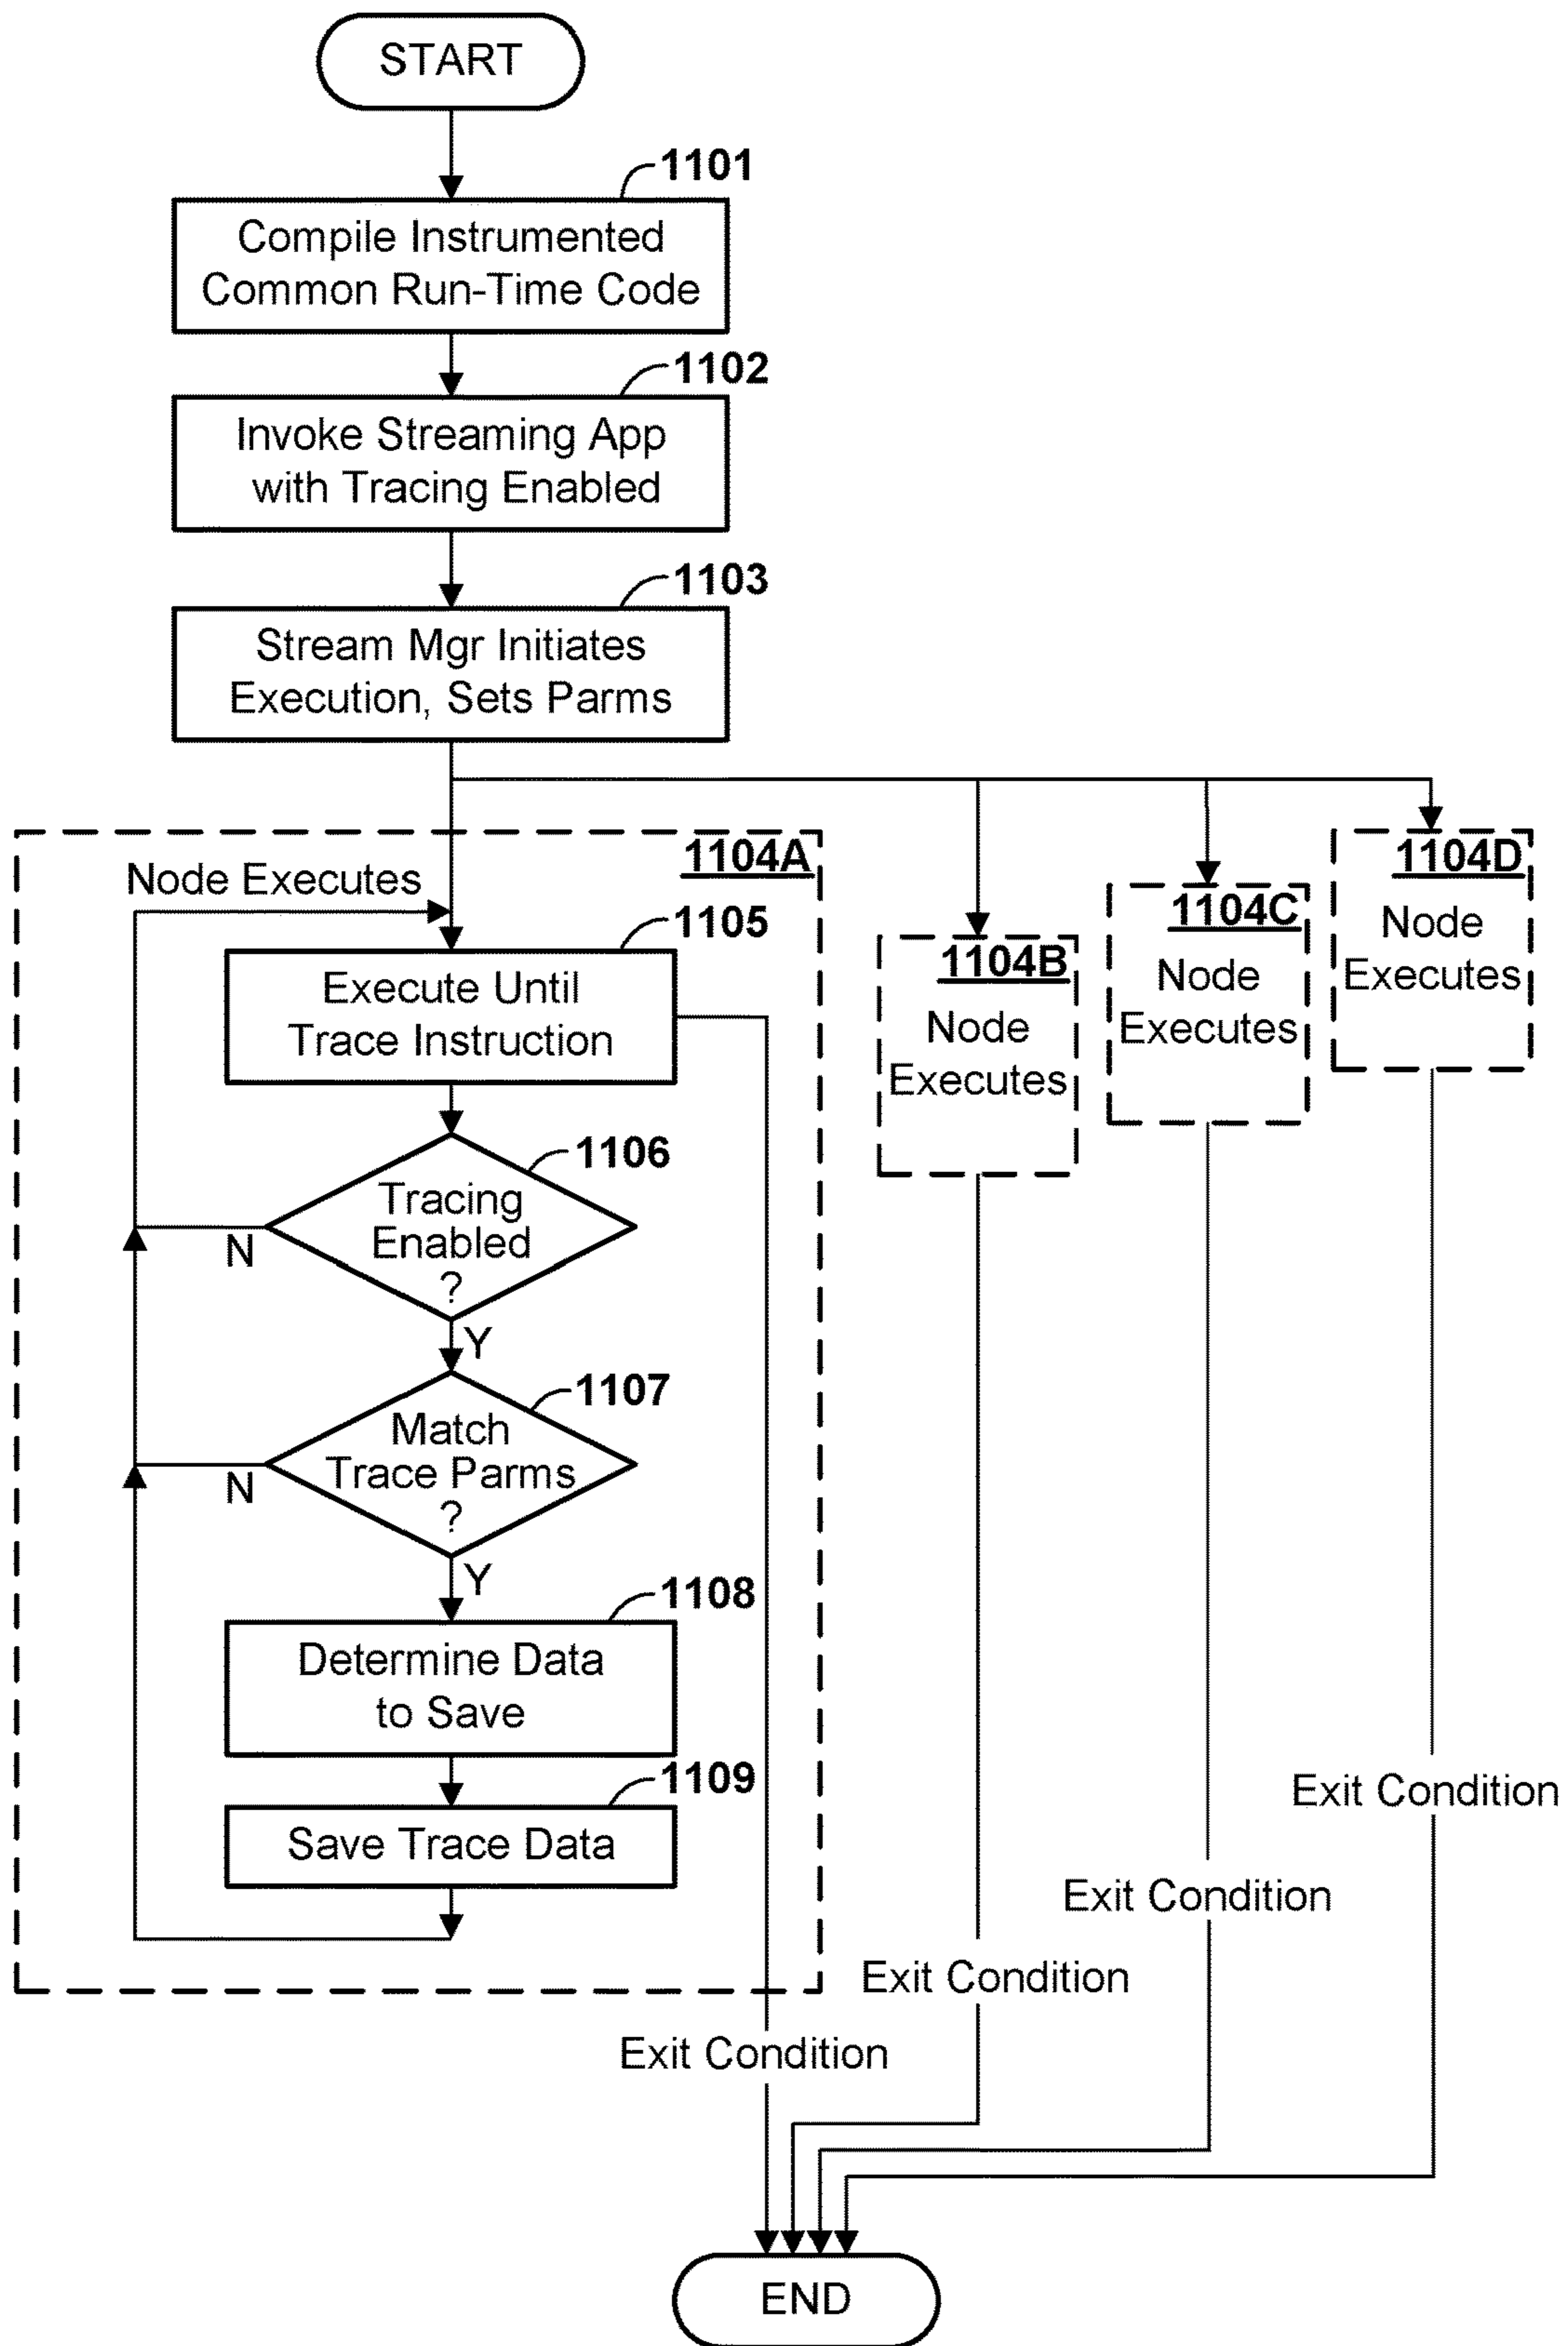 START
1101
Compile Instrumented
Common Run-Time Code
1102
Invoke Streaming App
with Tracing Enabled
1103
Stream Mgr Initiates
Execution, Sets Parms
1104A
Node Executes
1105
Execute Until
Trace Instruction
1106
Tracing
Enabled
?
N
Y
1107
Match
Trace Parms
?
N
Y
1108
Determine Data
to Save
1109
Save Trace Data
Exit Condition
1104B
Node
Executes
Exit Condition
1104C
Node
Executes
Exit Condition
1104D
Node
Executes
Exit Condition
END